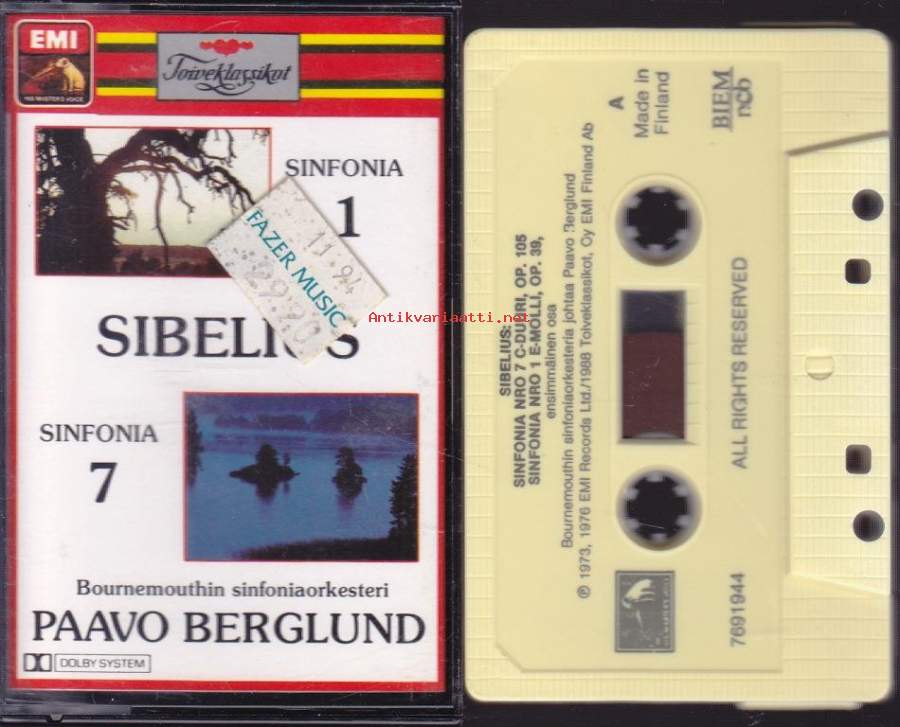 EMI
HIS MASTER'S VOICE
Toiveklassikot
SINFONIA
1
FAZER MUSIC
11.94
SIBELIUS
SINFONIA
7
Bournemouthin sinfoniaorkesteri
PAAVO BERGLUND
DOLBY SYSTEM
Antikvariaatti.net
A
Made in
Finland
BIEM
ncb
SIBELIUS:
SINFONIA NRO 7 C-DUURI, OP. 105
SINFONIA NRO 1 E-MOLLI, OP. 39,
ensimmäinen osa
Bournemouthin sinfoniaorkesteria johtaa Paavo Berglund
℗ 1973, 1976 EMI Records Ltd./1988 Toiveklassikot, Oy EMI Finland Ab
ALL RIGHTS RESERVED
7691944